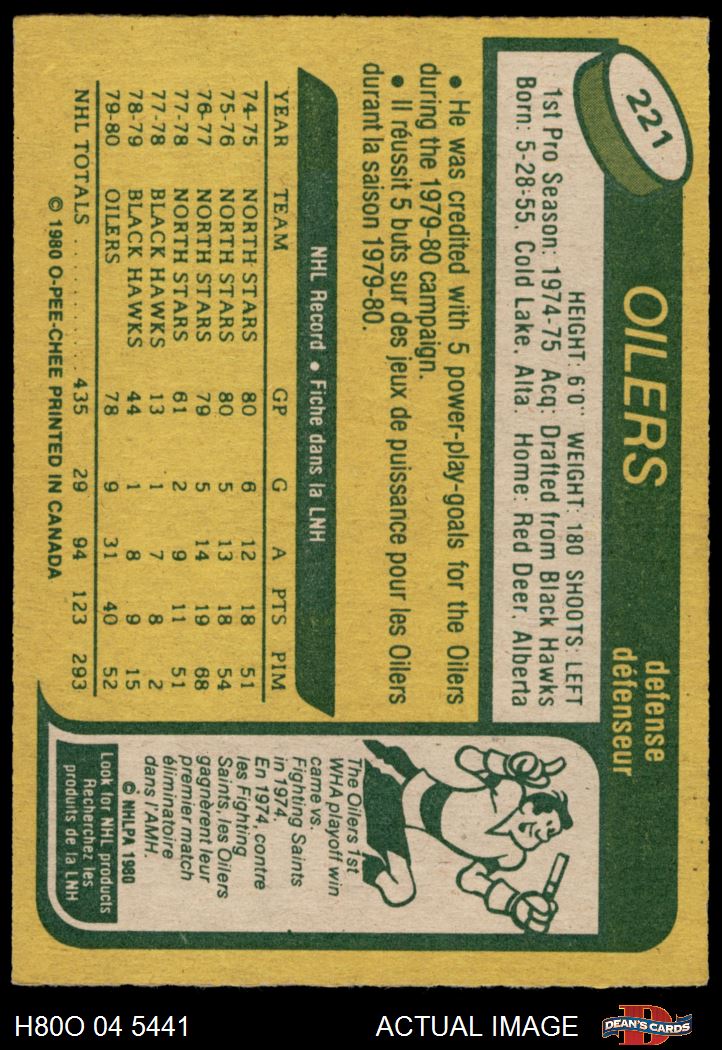 221
OILERS
defense
défenseur
HEIGHT: 6'0" WEIGHT: 180 SHOOTS: LEFT
1st Pro Season: 1974-75 Acq: Drafted from Black Hawks
Born: 5-28-55, Cold Lake, Alta. Home: Red Deer, Alberta
• He was credited with 5 power-play-goals for the Oilers
during the 1979-80 campaign.
• Il réussit 5 buts sur des jeux de puissance pour les Oilers
durant la saison 1979-80.
NHL Record • Fiche dans la LNH
YEAR TEAM GP G A PTS PIM
74-75 NORTH STARS 80 6 12 18 51
75-76 NORTH STARS 80 5 13 18 54
76-77 NORTH STARS 79 5 14 19 68
77-78 NORTH STARS 61 2 9 11 51
77-78 BLACK HAWKS 13 1 7 8 2
78-79 BLACK HAWKS 44 1 8 9 15
79-80 OILERS 78 9 31 40 52
NHL TOTALS . . . . . . . . . . . 435 29 94 123 293
© 1980 O-PEE-CHEE PRINTED IN CANADA
The Oilers 1st
WHA playoff win
came vs.
Fighting Saints
in 1974.
En 1974, contre
les Fighting
Saints, les Oilers
gagnèrent leur
premier match
éliminatoire
dans l'AMH.
© NHLPA 1980
Look for NHL products
Recherchez les
produits de la LNH
H80O 04 5441
ACTUAL IMAGE
D
DEAN'S CARDS